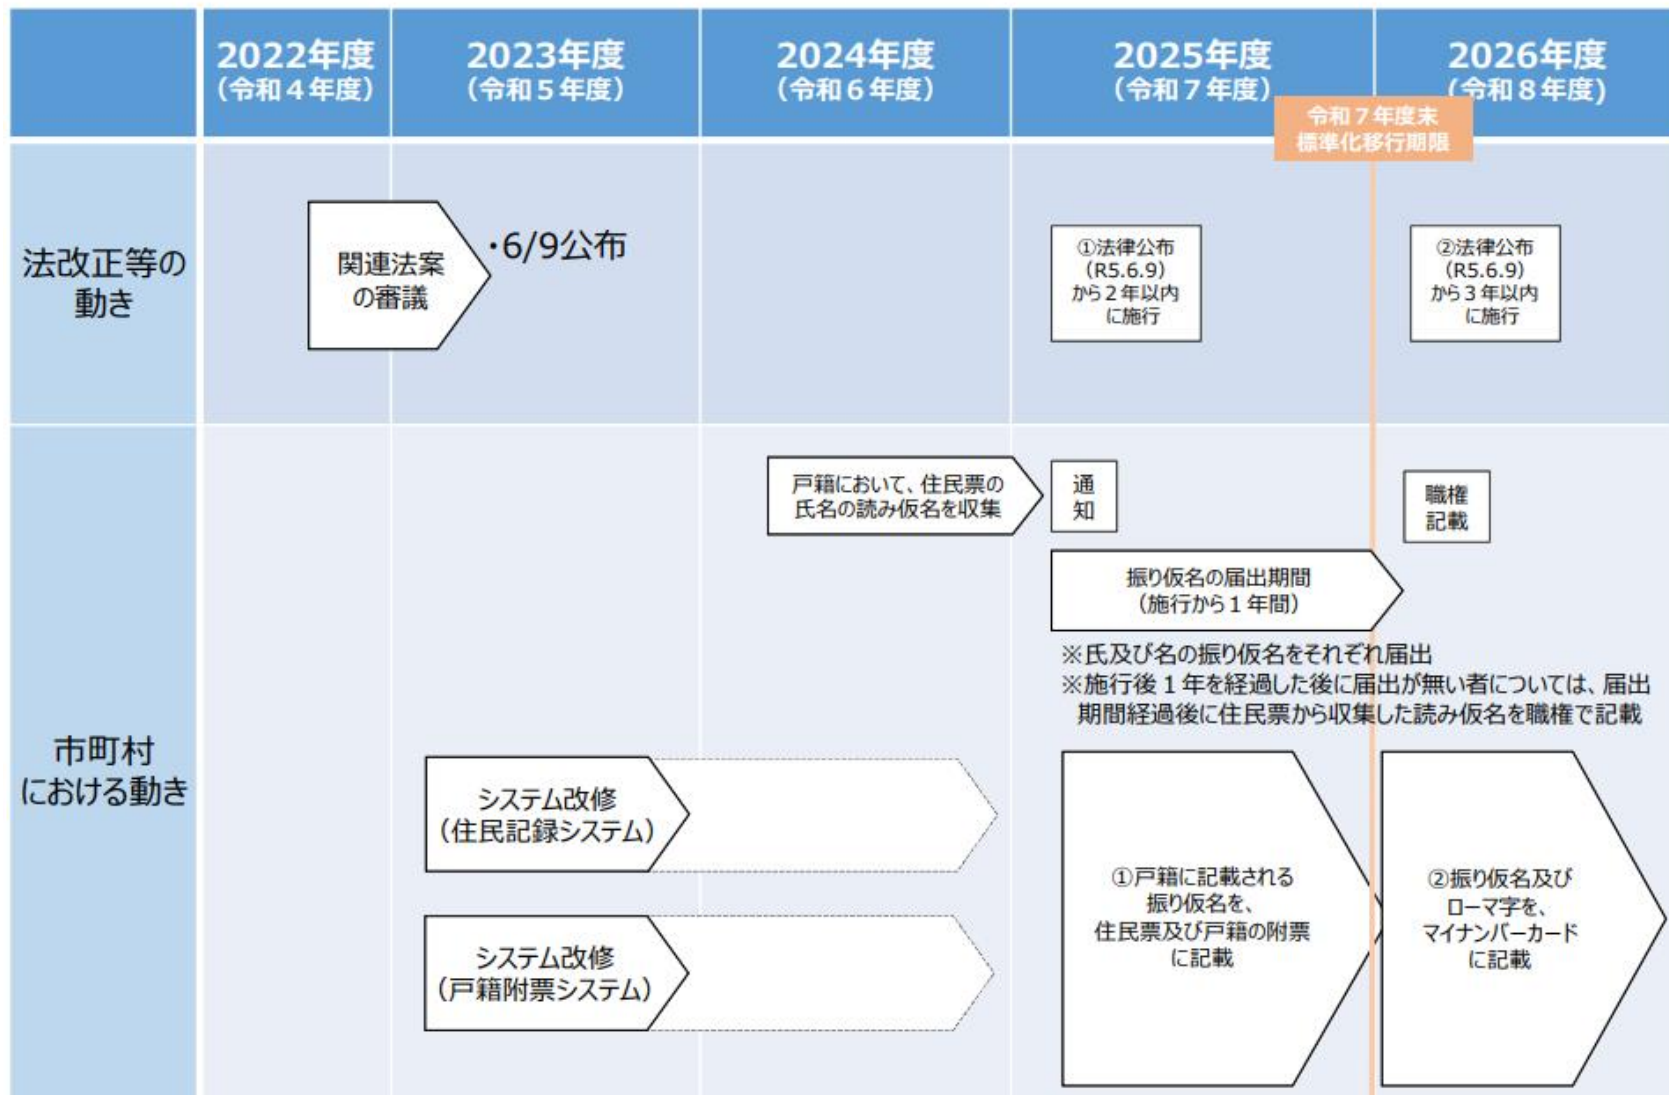 2022年度
(令和4年度)
2023年度
(令和5年度)
2024年度
(令和6年度)
2025年度
(令和7年度)
2026年度
(令和8年度)
令和7年度末
標準化移行期限
法改正等の
動き
関連法案
の審議
・6/9公布
①法律公布
(R5.6.9)
から2年以内
に施行
②法律公布
(R5.6.9)
から3年以内
に施行
市町村
における動き
戸籍において、住民票の
氏名の読み仮名を収集
通
知
職権
記載
振り仮名の届出期間
(施行から1年間)
※氏及び名の振り仮名をそれぞれ届出
※施行後1年を経過した後に届出が無い者については、届出
期間経過後に住民票から収集した読み仮名を職権で記載
システム改修
(住民記録システム)
システム改修
(戸籍附票システム)
①戸籍に記載される
振り仮名を、
住民票及び戸籍の附票
に記載
②振り仮名及び
ローマ字を、
マイナンバーカード
に記載